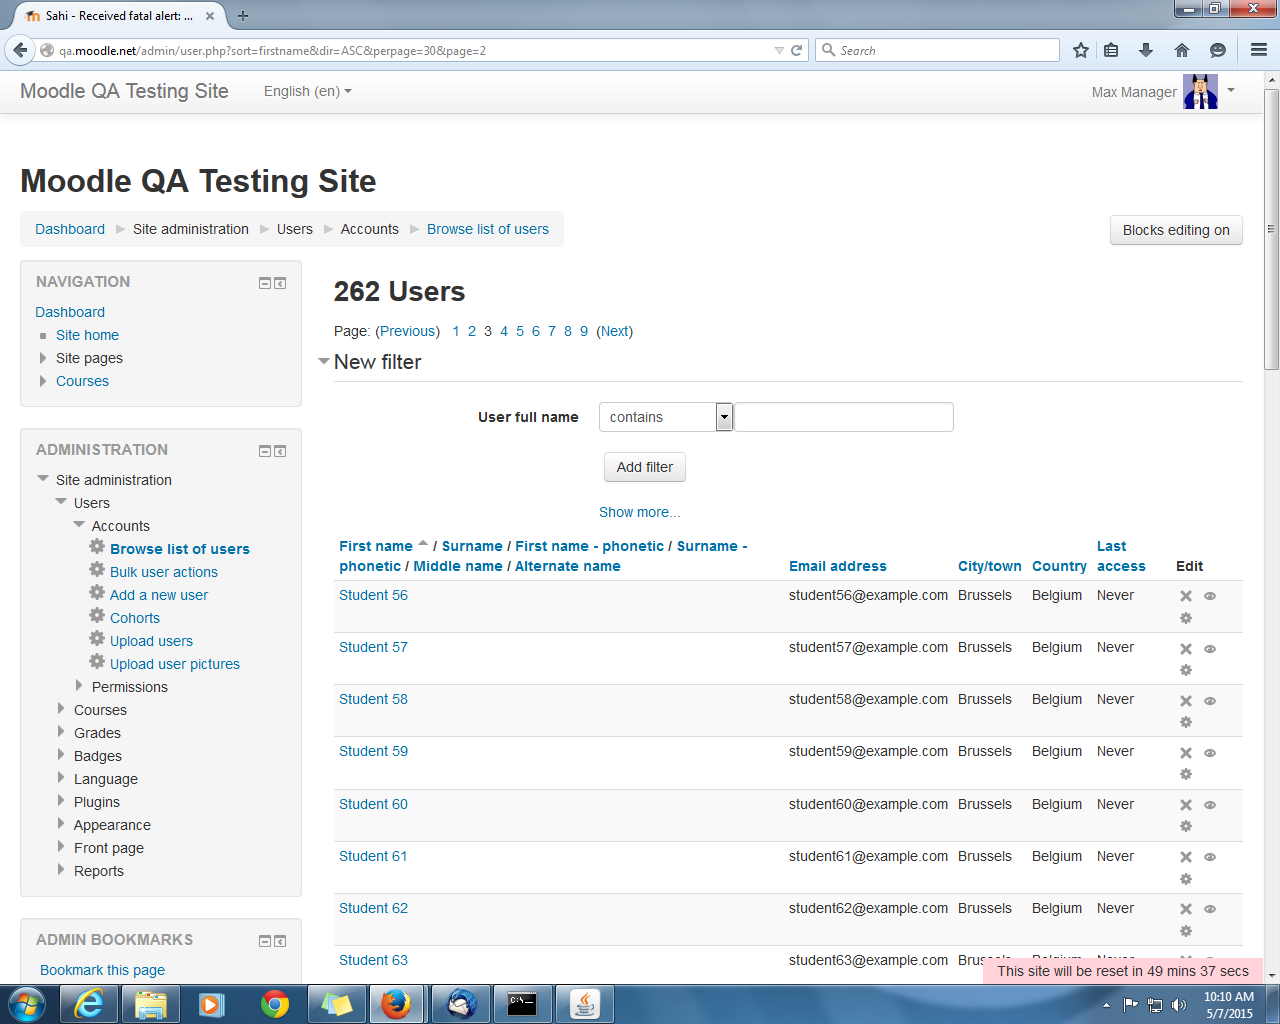 Sahi - Received fatal alert: ...
qa.moodle.net/admin/user.php?sort=firstname&dir=ASC&perpage=30&page=2
Search
Moodle QA Testing Site
English (en)
Max Manager
Moodle QA Testing Site
Dashboard Site administration Users Accounts Browse list of users
Blocks editing on
NAVIGATION
Dashboard
Site home
Site pages
Courses
ADMINISTRATION
Site administration
Users
Accounts
Browse list of users
Bulk user actions
Add a new user
Cohorts
Upload users
Upload user pictures
Permissions
Courses
Grades
Badges
Language
Plugins
Appearance
Front page
Reports
ADMIN BOOKMARKS
Bookmark this page
262 Users
Page: (Previous) 1 2 3 4 5 6 7 8 9 (Next)
New filter
User full name contains
Add filter
Show more...
First name / Surname / First name - phonetic / Surname - phonetic / Middle name / Alternate name Email address City/town Country Last access Edit
Student 56 student56@example.com Brussels Belgium Never
Student 57 student57@example.com Brussels Belgium Never
Student 58 student58@example.com Brussels Belgium Never
Student 59 student59@example.com Brussels Belgium Never
Student 60 student60@example.com Brussels Belgium Never
Student 61 student61@example.com Brussels Belgium Never
Student 62 student62@example.com Brussels Belgium Never
Student 63 student63@example.com
This site will be reset in 49 mins 37 secs
C:\_
10:10 AM
5/7/2015